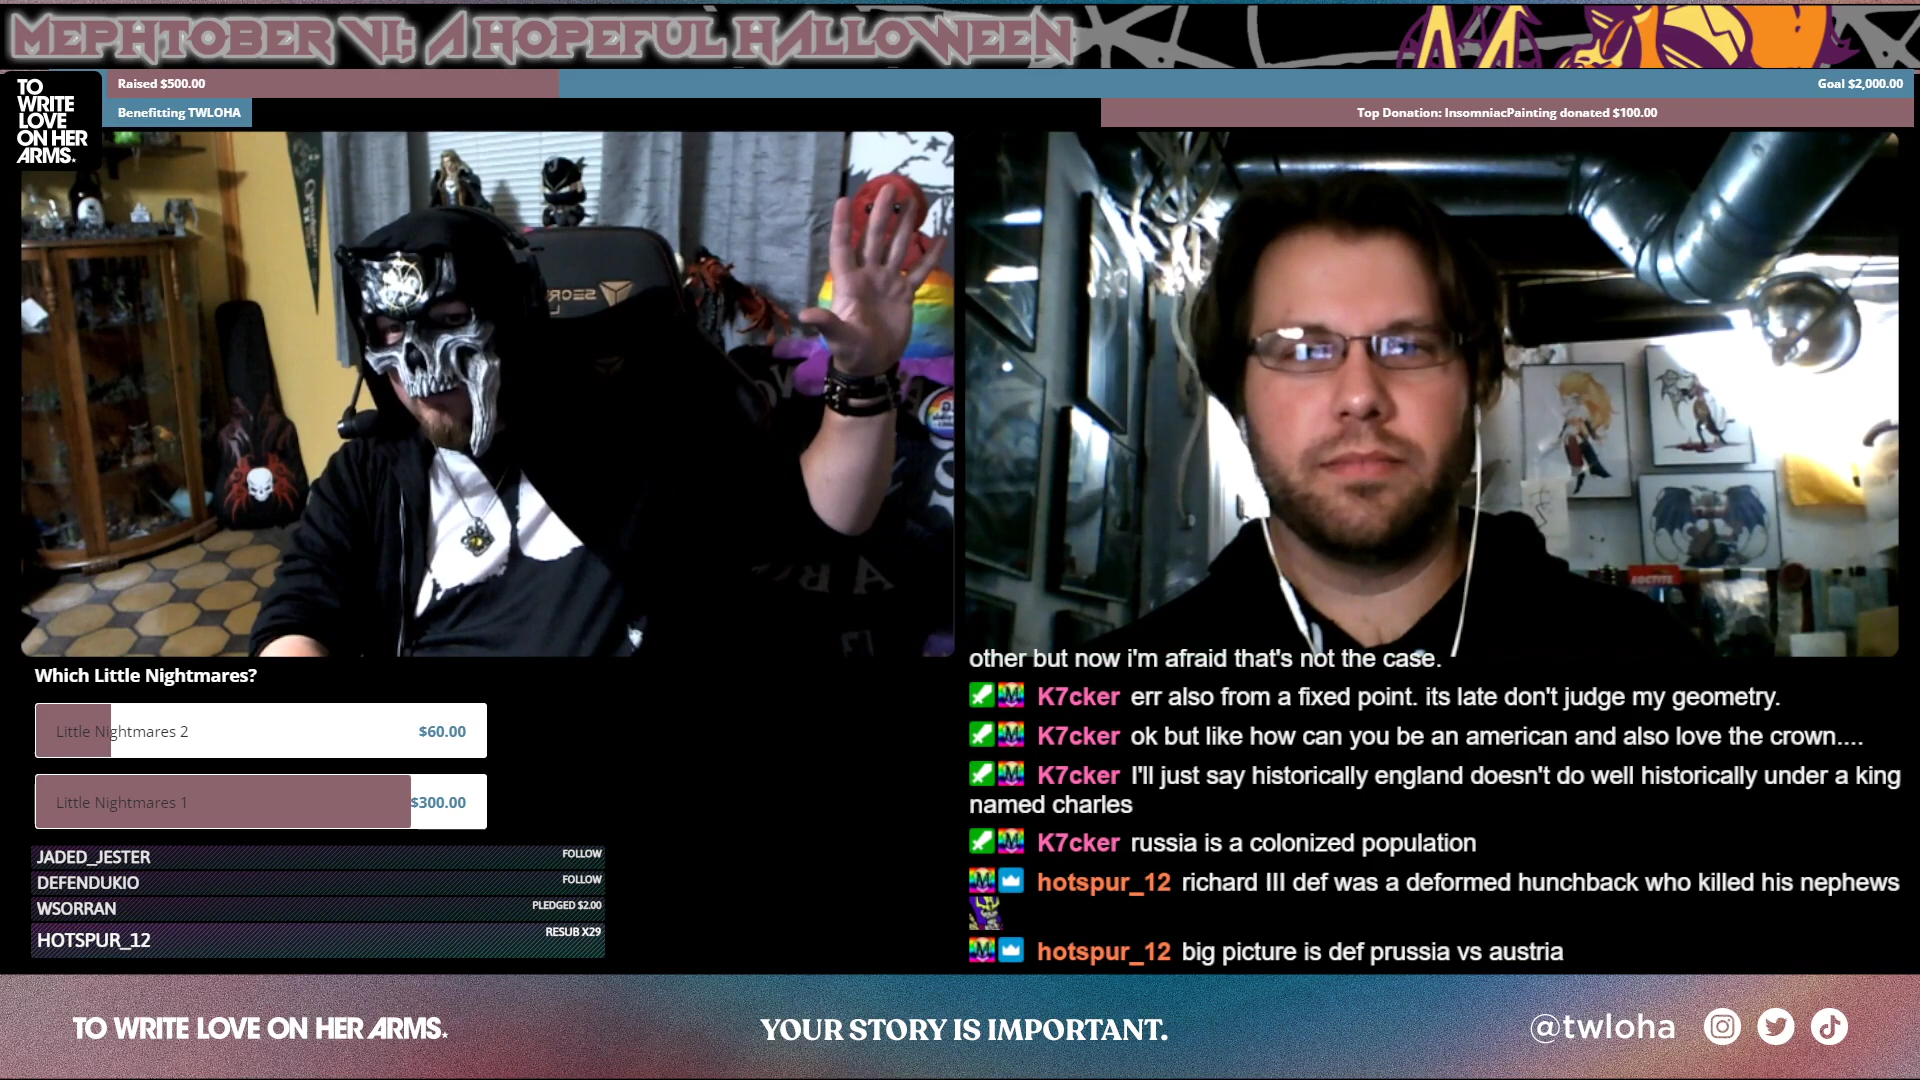 MEPHTOBER VI: A HOPEFUL HALLOWEEN
TO
WRITE
LOVE
ON HER
ARMS.
Raised $500.00
Goal $2,000.00
Benefitting TWLOHA
Top Donation: InsomniacPainting donated $100.00
LOCTITE
Which Little Nightmares?
Little Nightmares 2 $60.00
Little Nightmares 1 $300.00
JADED_JESTER FOLLOW
DEFENDUKIO FOLLOW
WSORRAN PLEDGED $2.00
HOTSPUR_12 RESUB X29
other but now i'm afraid that's not the case.
K7cker err also from a fixed point. its late don't judge my geometry.
K7cker ok but like how can you be an american and also love the crown....
K7cker I'll just say historically england doesn't do well historically under a king
named charles
K7cker russia is a colonized population
hotspur_12 richard III def was a deformed hunchback who killed his nephews
hotspur_12 big picture is def prussia vs austria
TO WRITE LOVE ON HER ARMS.
YOUR STORY IS IMPORTANT.
@twloha